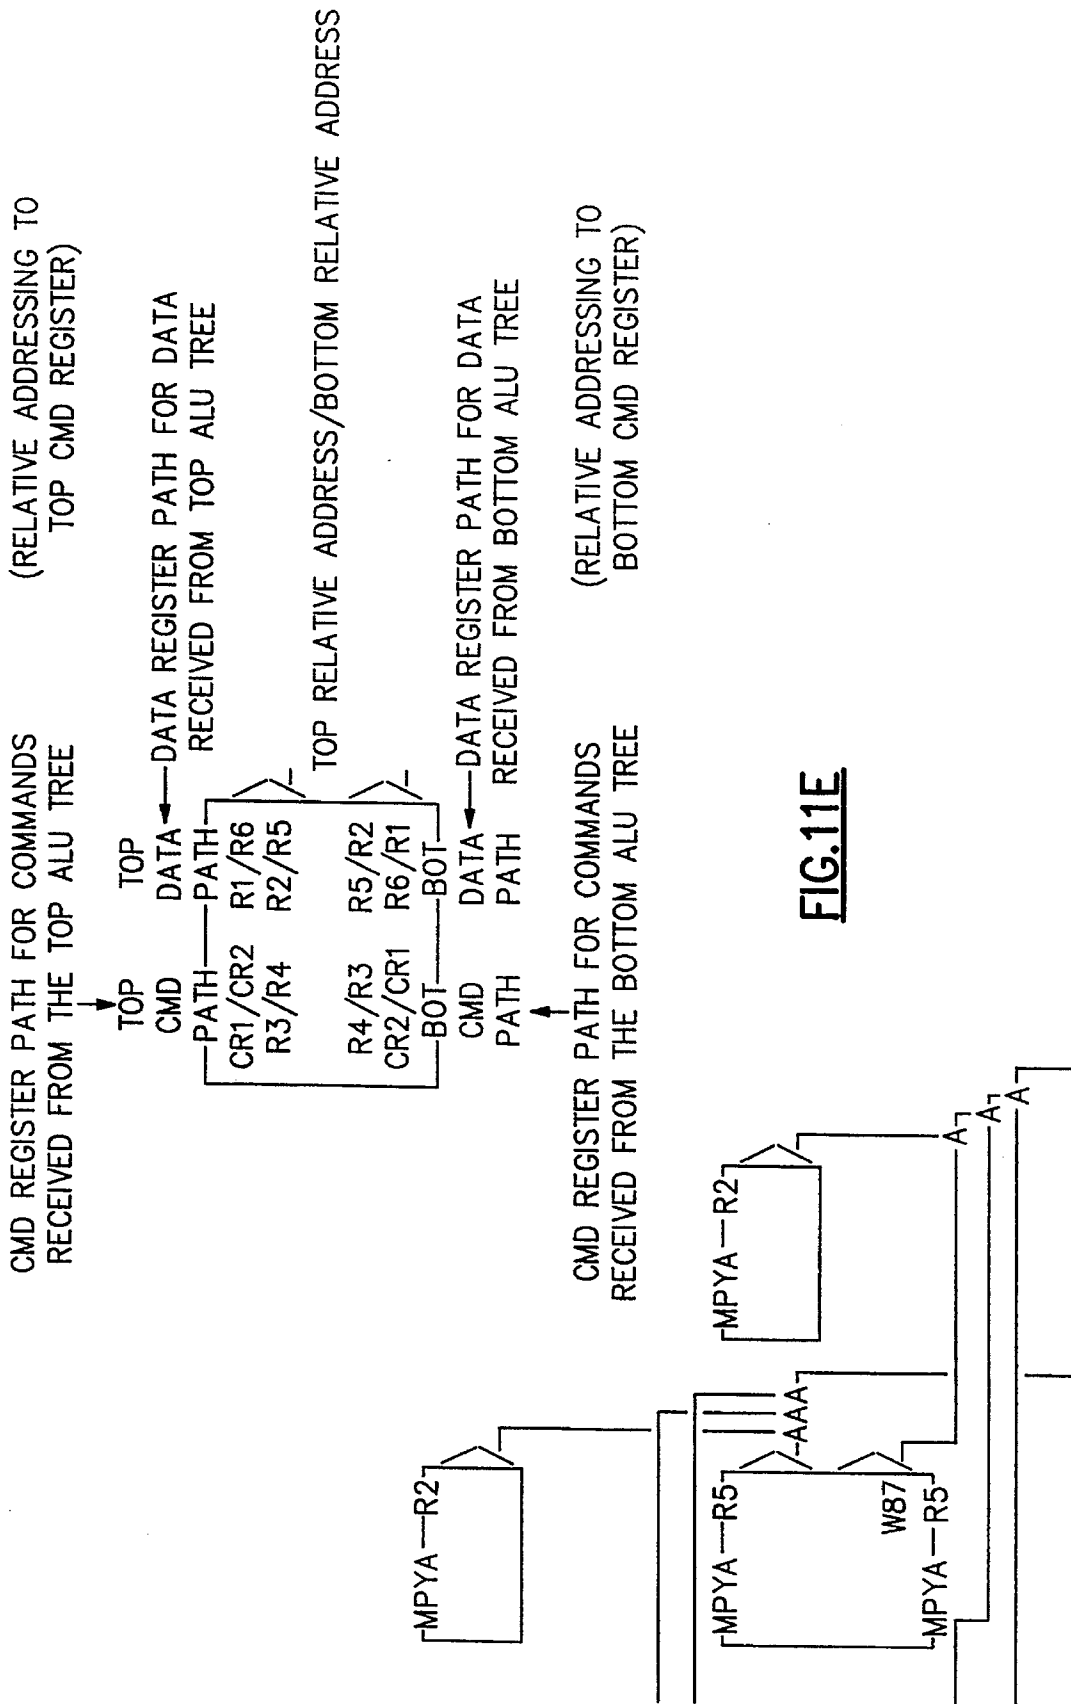 CMD REGISTER PATH FOR COMMANDS
RECEIVED FROM THE TOP ALU TREE
(RELATIVE ADDRESSING TO
TOP CMD REGISTER)
TOP TOP
CMD DATA
PATH PATH
DATA REGISTER PATH FOR DATA
RECEIVED FROM TOP ALU TREE
CR1/CR2 R1/R6
R3/R4 R2/R5
TOP RELATIVE ADDRESS/BOTTOM RELATIVE ADDRESS
R4/R3 R5/R2
CR2/CR1 R6/R1
BOT BOT
CMD DATA
PATH PATH
DATA REGISTER PATH FOR DATA
RECEIVED FROM BOTTOM ALU TREE
CMD REGISTER PATH FOR COMMANDS
RECEIVED FROM THE BOTTOM ALU TREE
(RELATIVE ADDRESSING TO
BOTTOM CMD REGISTER)
MPYA R2
MPYA R5
AAA
W87
MPYA R5
MPYA R2
A
A
A
FIG.11E